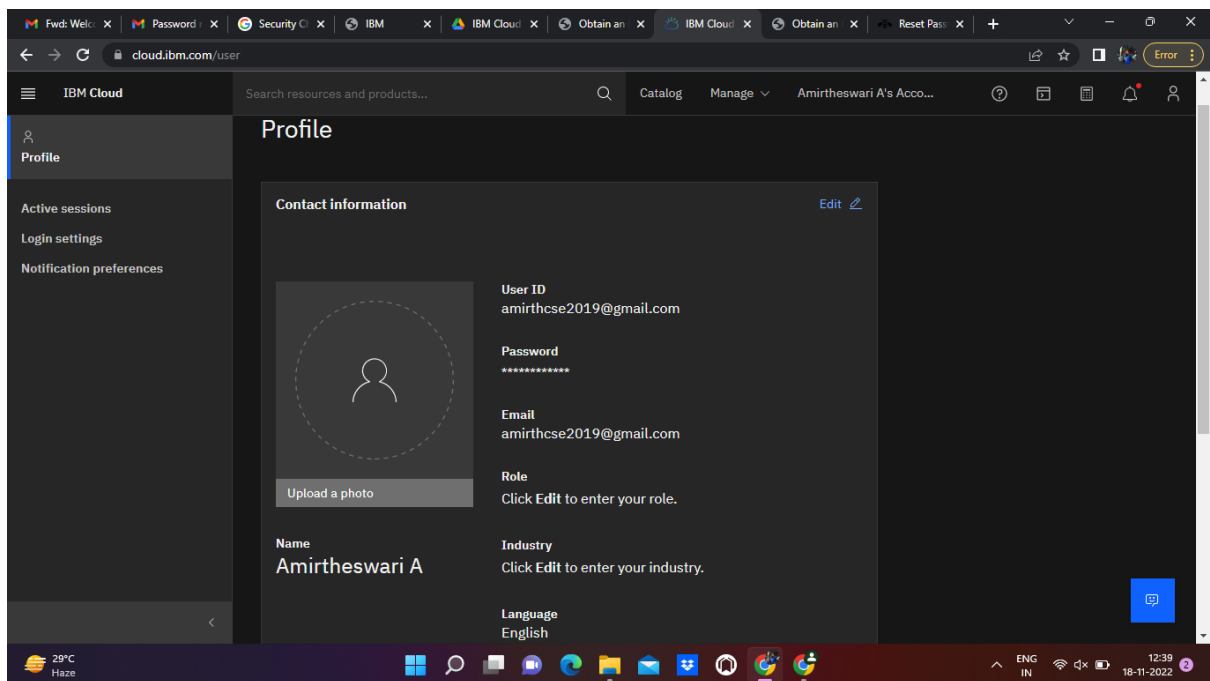 Fwd: Welc
Password r
Security C
IBM
IBM Cloud
Obtain an
IBM Cloud
Obtain an
Reset Pass
cloud.ibm.com/user
Error
IBM Cloud
Search resources and products...
Catalog
Manage
Amirtheswari A's Acco...
Profile
Active sessions
Login settings
Notification preferences
Profile
Contact information
Edit
Upload a photo
Name
Amirtheswari A
User ID
amirthcse2019@gmail.com
Password
************
Email
amirthcse2019@gmail.com
Role
Click Edit to enter your role.
Industry
Click Edit to enter your industry.
Language
English
29°C
Haze
ENG
IN
12:39
18-11-2022
2